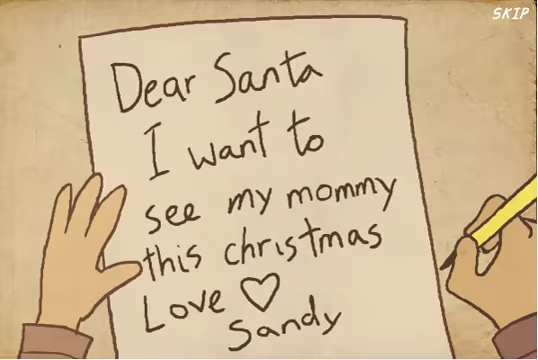 SKIP
Dear Santa
I want to
see my mommy
this christmas
Love ♡
Sandy